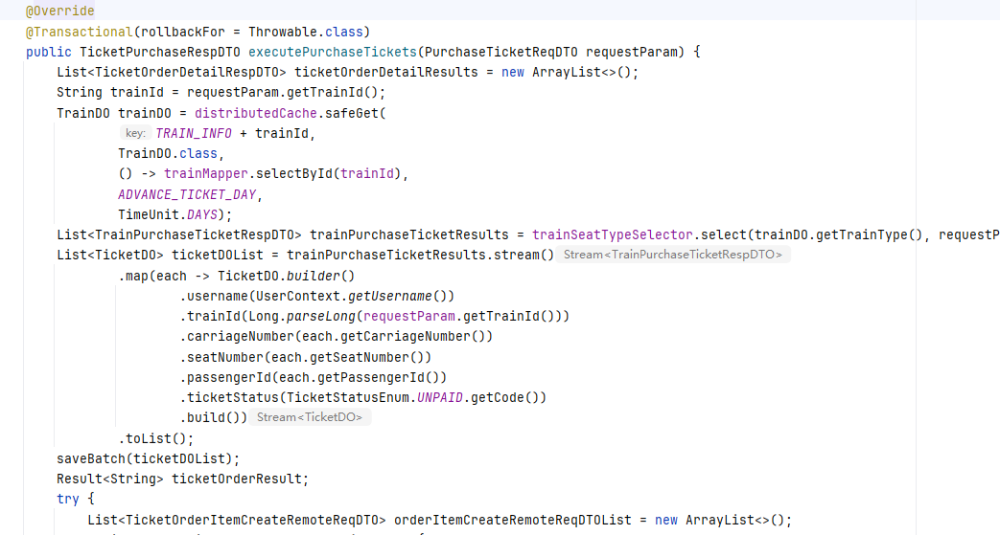 @Override
@Transactional(rollbackFor = Throwable.class)
public TicketPurchaseRespDTO executePurchaseTickets(PurchaseTicketReqDTO requestParam) {
List<TicketOrderDetailRespDTO> ticketOrderDetailResults = new ArrayList<>();
String trainId = requestParam.getTrainId();
TrainDO trainDO = distributedCache.safeGet(
key: TRAIN_INFO + trainId,
TrainDO.class,
() -> trainMapper.selectById(trainId),
ADVANCE_TICKET_DAY,
TimeUnit.DAYS);
List<TrainPurchaseTicketRespDTO> trainPurchaseTicketResults = trainSeatTypeSelector.select(trainDO.getTrainType(), requestP
List<TicketDO> ticketDOList = trainPurchaseTicketResults.stream() Stream<TrainPurchaseTicketRespDTO>
.map(each -> TicketDO.builder()
.username(UserContext.getUsername())
.trainId(Long.parseLong(requestParam.getTrainId()))
.carriageNumber(each.getCarriageNumber())
.seatNumber(each.getSeatNumber())
.passengerId(each.getPassengerId())
.ticketStatus(TicketStatusEnum.UNPAID.getCode())
.build()) Stream<TicketDO>
.toList();
saveBatch(ticketDOList);
Result<String> ticketOrderResult;
try {
List<TicketOrderItemCreateRemoteReqDTO> orderItemCreateRemoteReqDTOList = new ArrayList<>();